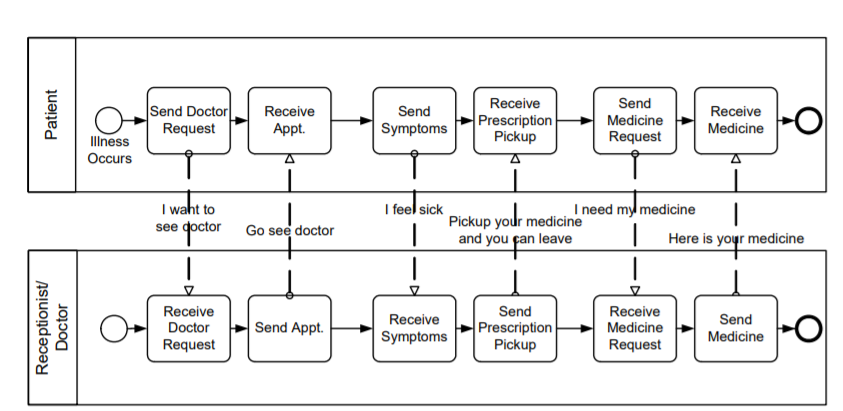 Patient
Illness
Occurs
Send Doctor
Request
Receive
Appt.
Send
Symptoms
Receive
Prescription
Pickup
Send
Medicine
Request
Receive
Medicine
I want to
see doctor
Go see doctor
I feel sick
Pickup your medicine
and you can leave
I need my medicine
Here is your medicine
Receptionist/
Doctor
Receive
Doctor
Request
Send Appt.
Receive
Symptoms
Send
Prescription
Pickup
Receive
Medicine
Request
Send
Medicine